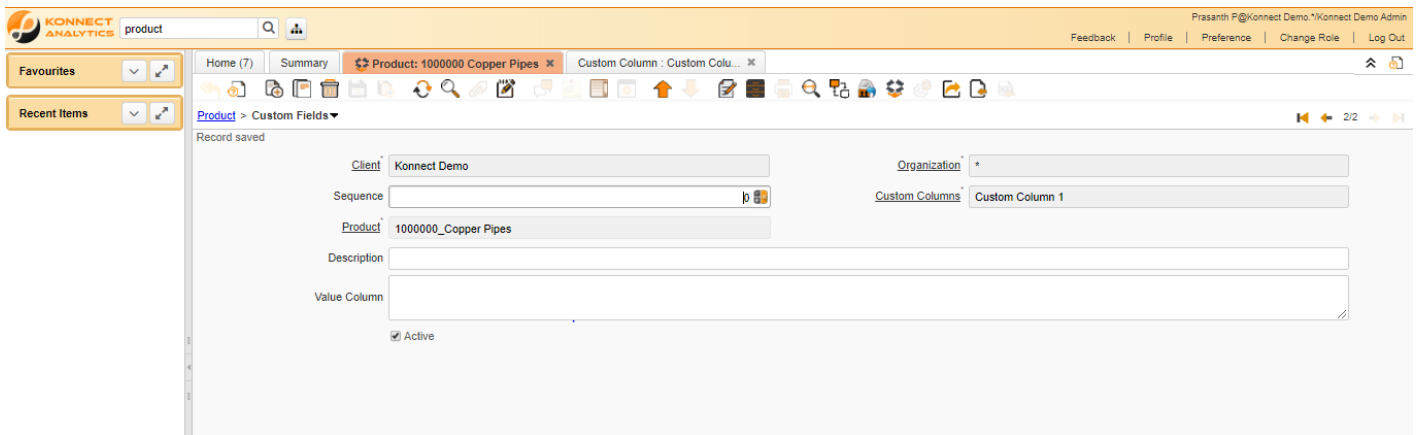 Prasanth P@Konnect Demo.*/Konnect Demo Admin
KONNECT
ANALYTICS
product
Feedback | Profile | Preference | Change Role | Log Out
Favourites
Recent Items
Home (7) Summary Product: 1000000 Copper Pipes Custom Column : Custom Colu...
Product > Custom Fields 2/2
Record saved
Client* Konnect Demo Organization* *
Sequence 0 Custom Columns* Custom Column 1
Product* 1000000_Copper Pipes
Description
Value Column
Active